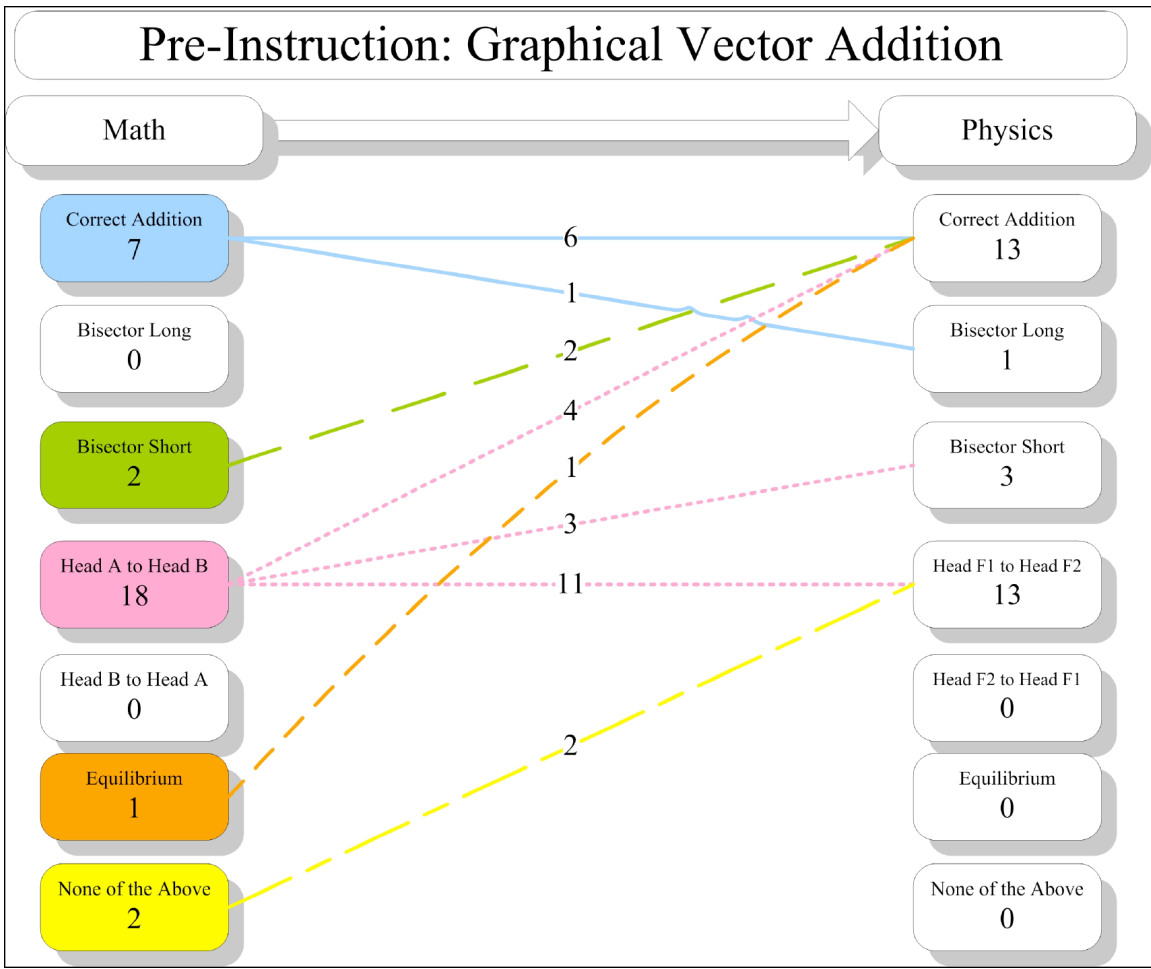 Pre-Instruction: Graphical Vector Addition
Math
Physics
Correct Addition
7
Bisector Long
0
Bisector Short
2
Head A to Head B
18
Head B to Head A
0
Equilibrium
1
None of the Above
2
6
1
2
4
1
3
11
2
Correct Addition
13
Bisector Long
1
Bisector Short
3
Head F1 to Head F2
13
Head F2 to Head F1
0
Equilibrium
0
None of the Above
0